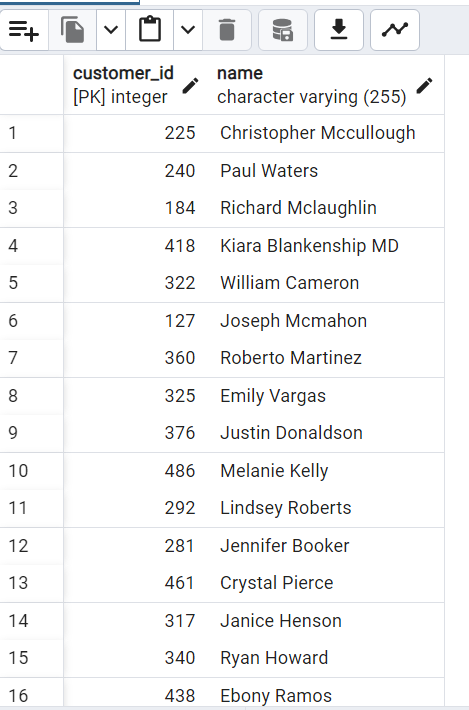 customer_id name
[PK] integer character varying (255)
1 225 Christopher Mccullough
2 240 Paul Waters
3 184 Richard Mclaughlin
4 418 Kiara Blankenship MD
5 322 William Cameron
6 127 Joseph Mcmahon
7 360 Roberto Martinez
8 325 Emily Vargas
9 376 Justin Donaldson
10 486 Melanie Kelly
11 292 Lindsey Roberts
12 281 Jennifer Booker
13 461 Crystal Pierce
14 317 Janice Henson
15 340 Ryan Howard
16 438 Ebony Ramos